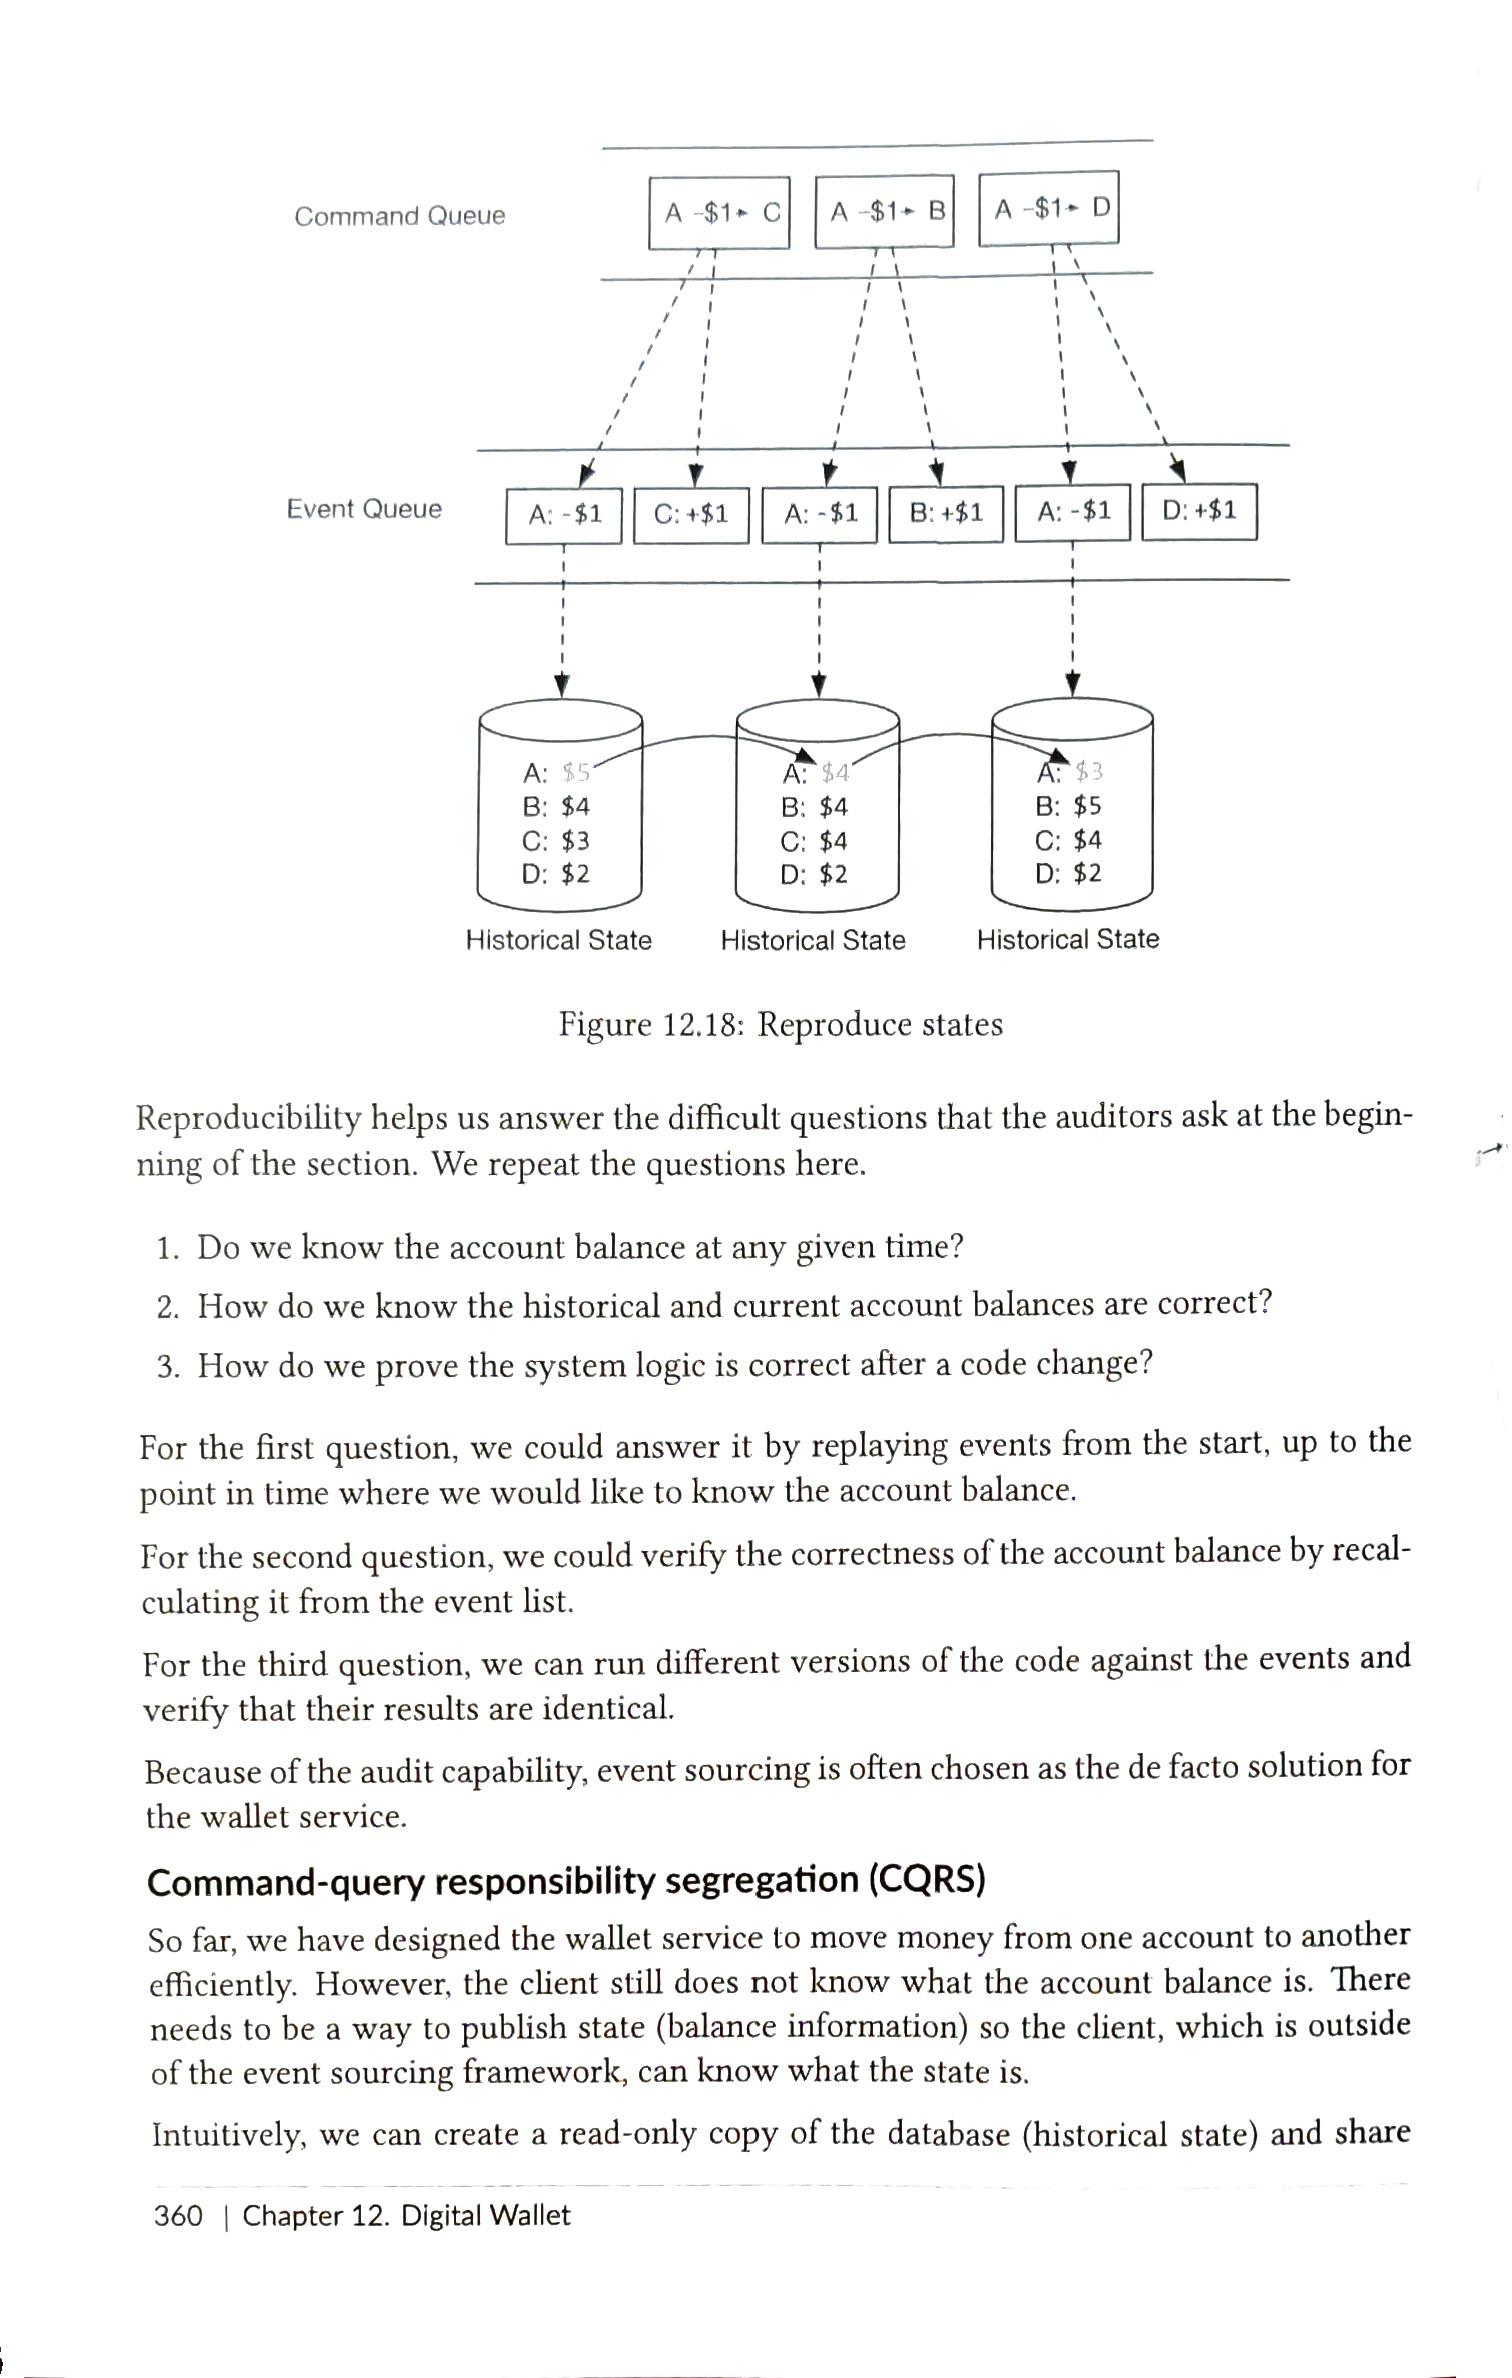 Command Queue
A -$1→ C
A -$1→ B
A -$1→ D
Event Queue
A: -$1
C: +$1
A: -$1
B: +$1
A: -$1
D: +$1
A: $5
B: $4
C: $3
D: $2
A: $4
B: $4
C: $4
D: $2
A: $3
B: $5
C: $4
D: $2
Historical State
Historical State
Historical State
Figure 12.18: Reproduce states
Reproducibility helps us answer the difficult questions that the auditors ask at the begin-
ning of the section. We repeat the questions here.
1. Do we know the account balance at any given time?
2. How do we know the historical and current account balances are correct?
3. How do we prove the system logic is correct after a code change?
For the first question, we could answer it by replaying events from the start, up to the
point in time where we would like to know the account balance.
For the second question, we could verify the correctness of the account balance by recal-
culating it from the event list.
For the third question, we can run different versions of the code against the events and
verify that their results are identical.
Because of the audit capability, event sourcing is often chosen as the de facto solution for
the wallet service.
Command-query responsibility segregation (CQRS)
So far, we have designed the wallet service to move money from one account to another
efficiently. However, the client still does not know what the account balance is. There
needs to be a way to publish state (balance information) so the client, which is outside
of the event sourcing framework, can know what the state is.
Intuitively, we can create a read-only copy of the database (historical state) and share
360 | Chapter 12. Digital Wallet